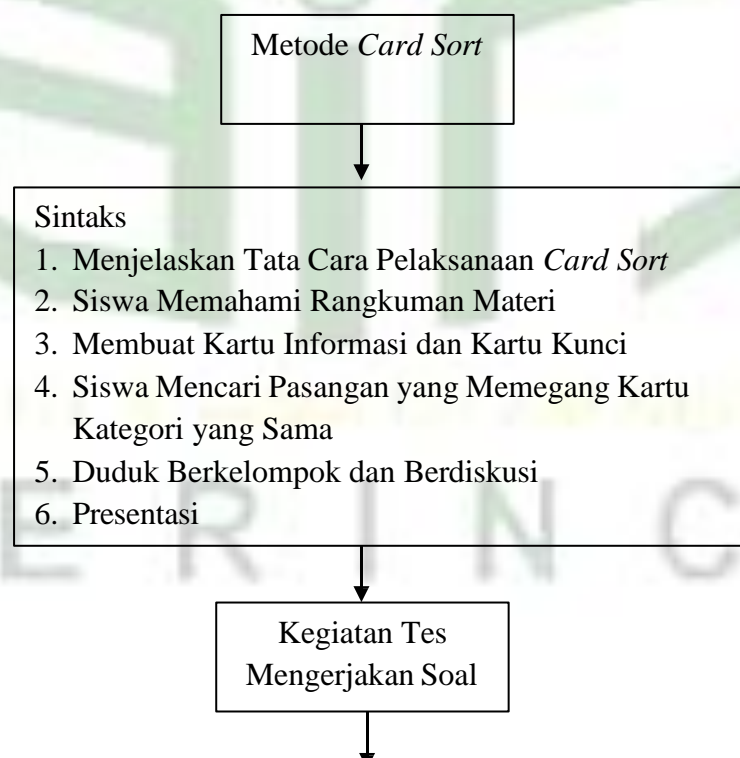 Metode Card Sort
Sintaks
1. Menjelaskan Tata Cara Pelaksanaan Card Sort
2. Siswa Memahami Rangkuman Materi
3. Membuat Kartu Informasi dan Kartu Kunci
4. Siswa Mencari Pasangan yang Memegang Kartu
Kategori yang Sama
5. Duduk Berkelompok dan Berdiskusi
6. Presentasi
E R I N C
Kegiatan Tes
Mengerjakan Soal